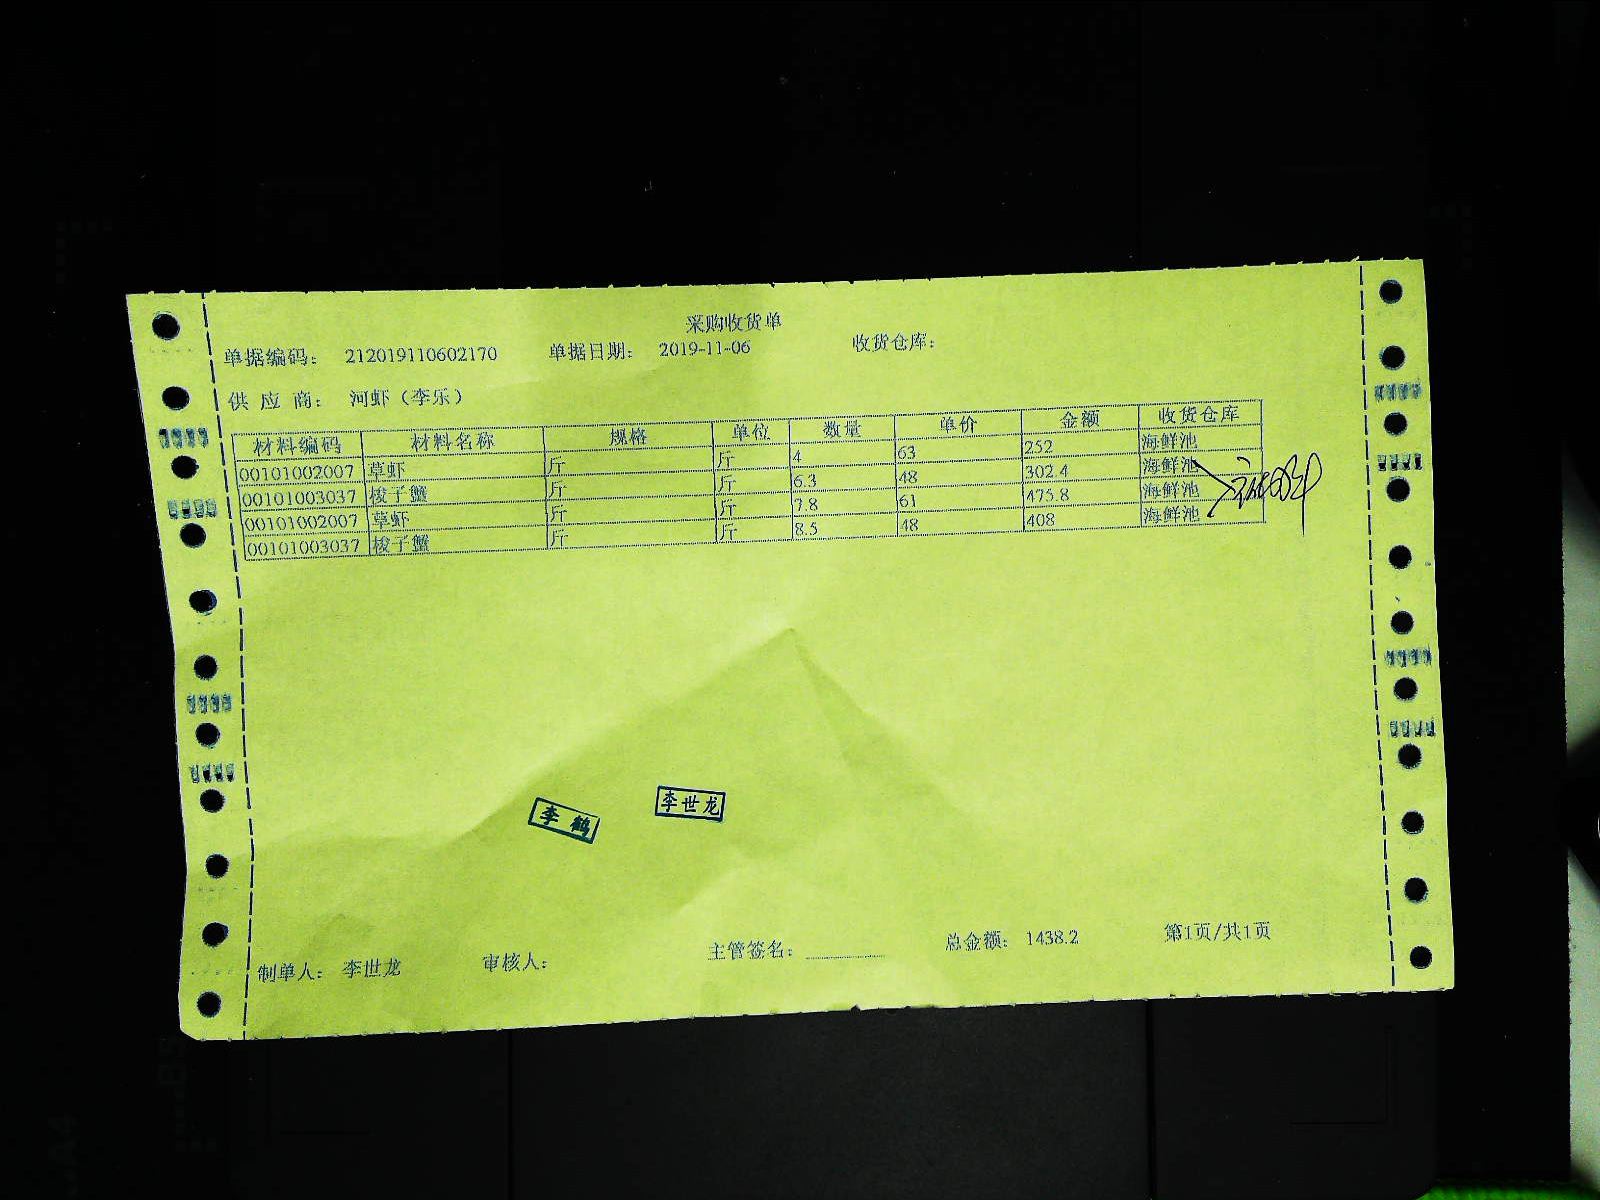 采购收货单
单据编码： 212019110602170 单据日期： 2019-11-06 收货仓库：
供 应 商： 河虾（李乐）
材料编码 材料名称 规格 单位 数量 单价 金额 收货仓库
00101002007 草虾 斤 斤 4 63 252 海鲜池
00101003037 梭子蟹 斤 斤 6.3 48 302.4 海鲜池
00101002007 草虾 斤 斤 7.8 61 475.8 海鲜池
00101003037 梭子蟹 斤 斤 8.5 48 408 海鲜池
李鹤 李世龙
制单人： 李世龙 审核人： 主管签名： 总金额： 1438.2 第1页/共1页